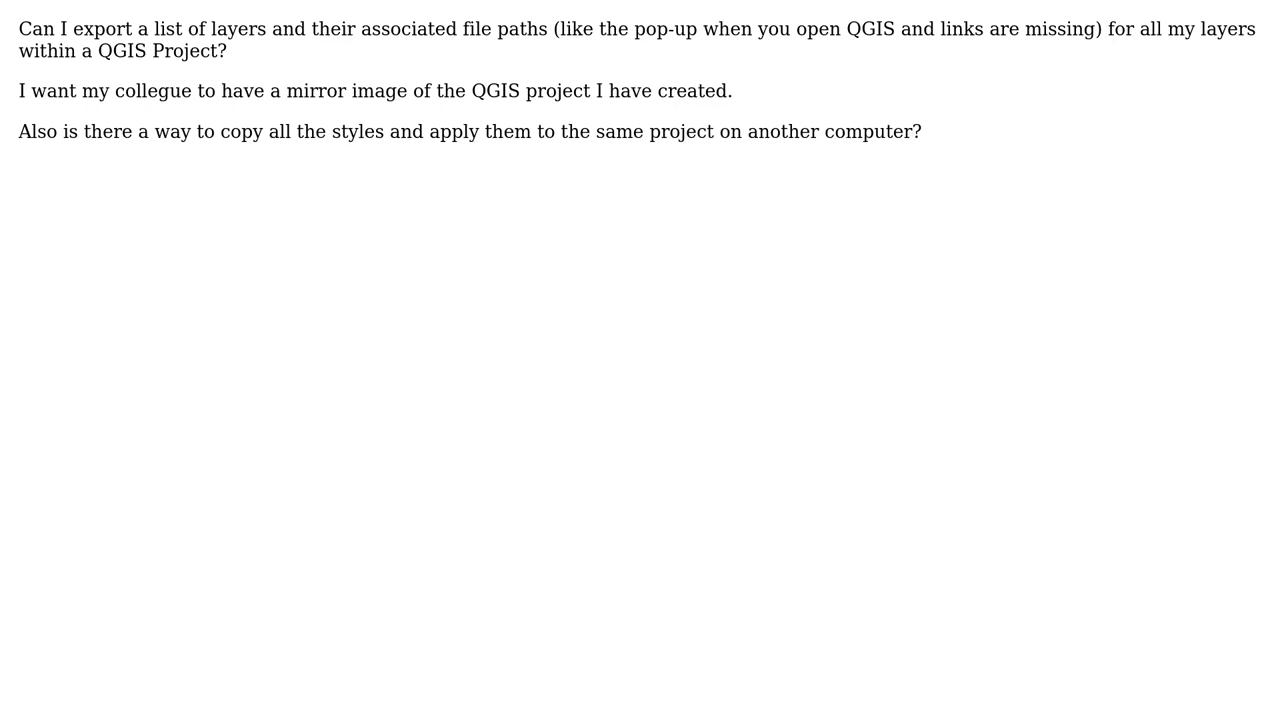 Can I export a list of layers and their associated file paths (like the pop-up when you open QGIS and links are missing) for all my layers
within a QGIS Project?
I want my collegue to have a mirror image of the QGIS project I have created.
Also is there a way to copy all the styles and apply them to the same project on another computer?